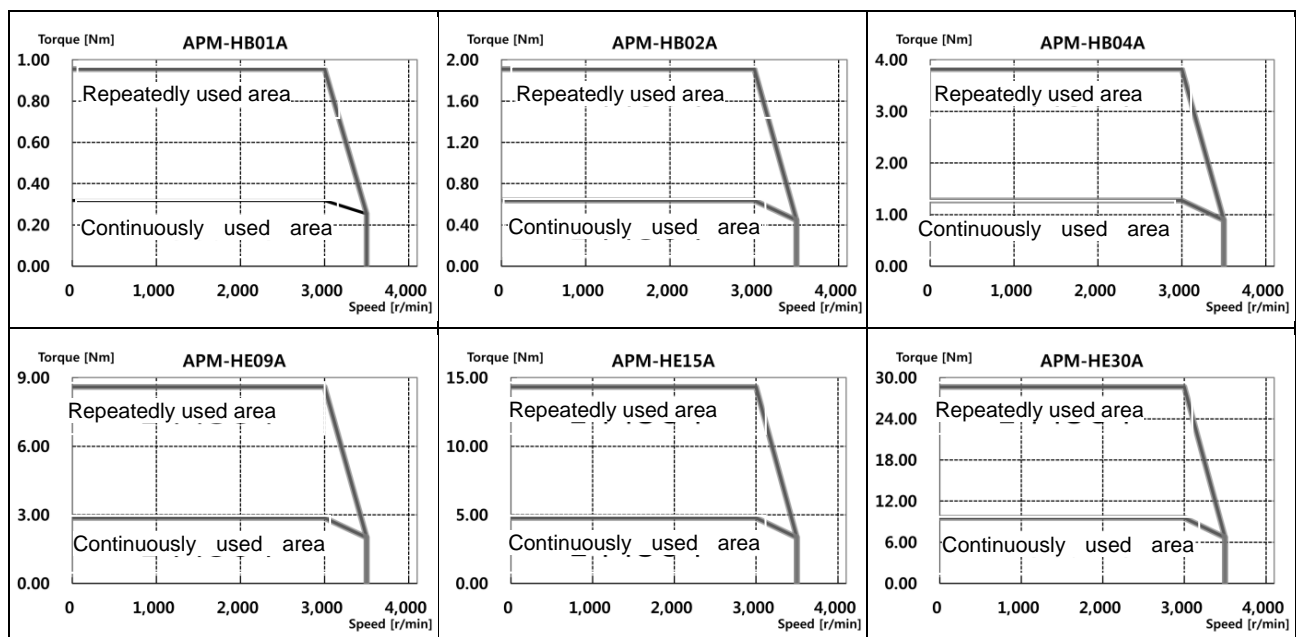 Torque [Nm] APM-HB01A
1.00
0.80
0.60
0.40
0.20
0.00
Repeatedly used area
Continuously used area
0 1,000 2,000 3,000 4,000
Speed [r/min]
Torque [Nm] APM-HB02A
2.00
1.60
1.20
0.80
0.40
0.00
Repeatedly used area
Continuously used area
0 1,000 2,000 3,000 4,000
Speed [r/min]
Torque [Nm] APM-HB04A
4.00
3.00
2.00
1.00
0.00
Repeatedly used area
Continuously used area
0 1,000 2,000 3,000 4,000
Speed [r/min]
Torque [Nm] APM-HE09A
9.00
6.00
3.00
0.00
Repeatedly used area
Continuously used area
0 1,000 2,000 3,000 4,000
Speed [r/min]
Torque [Nm] APM-HE15A
15.00
10.00
5.00
0.00
Repeatedly used area
Continuously used area
0 1,000 2,000 3,000 4,000
Speed [r/min]
Torque [Nm] APM-HE30A
30.00
24.00
18.00
12.00
6.00
0.00
Repeatedly used area
Continuously used area
0 1,000 2,000 3,000 4,000
Speed [r/min]